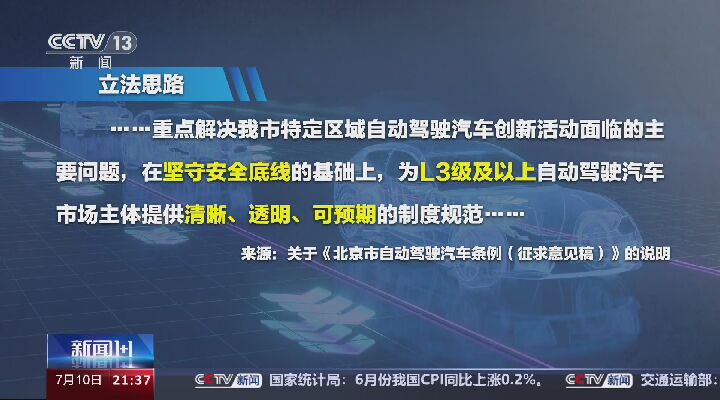 CCTV 13
新闻
立法思路
……重点解决我市特定区域自动驾驶汽车创新活动面临的主
要问题，在坚守安全底线的基础上，为L3级及以上自动驾驶汽车
市场主体提供清晰、透明、可预期的制度规范……
来源：关于《北京市自动驾驶汽车条例（征求意见稿）》的说明
新闻1+1
7月10日 21:37 CCTV新闻 国家统计局：6月份我国CPI同比上涨0.2%。 CCTV新闻 交通运输部：